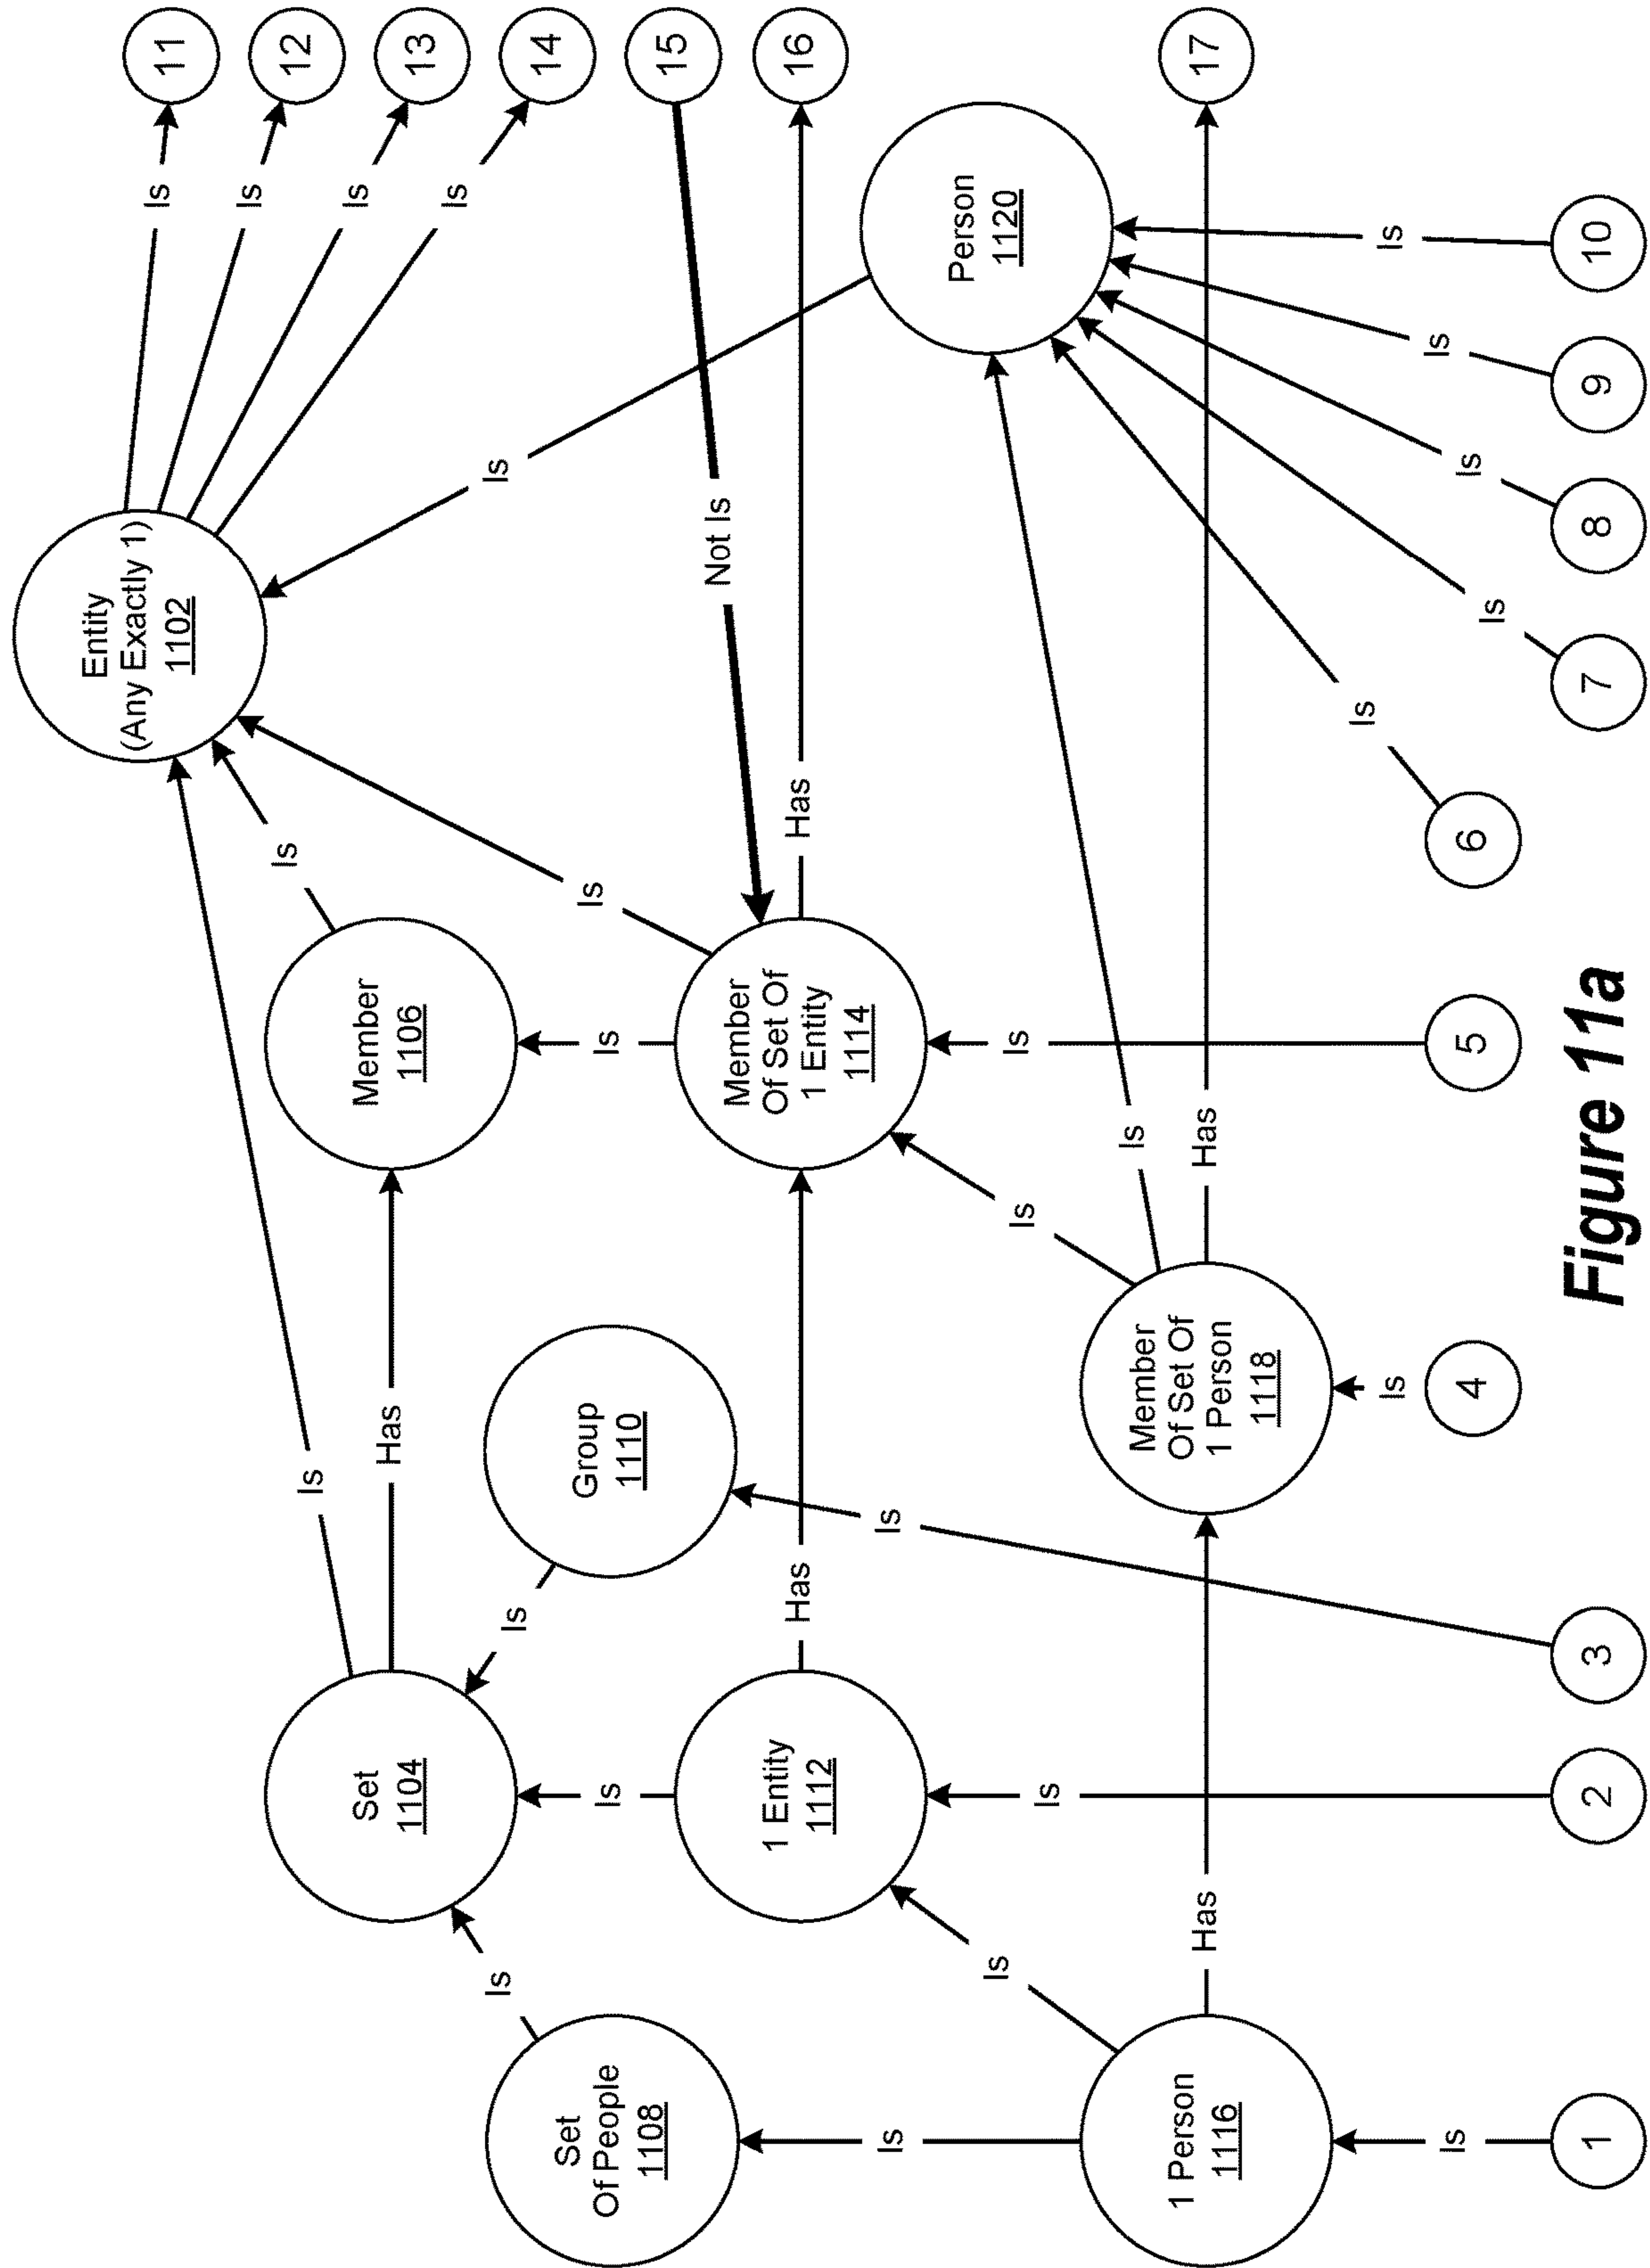 Entity
(Any Exactly 1)
1102
Is
11
Is
12
Is
Is
Set
1104
Has
Member
1106
Is
13
Is
14
Is
Is
Is
Set
Of People
1108
Group
1110
Is
Is
Is
Not Is
15
1 Entity
1112
Has
Member
Of Set Of
1 Entity
1114
Has
16
Is
Is
Person
1120
Is
Is
Is
Is
Is
1 Person
1116
Has
Member
Of Set Of
1 Person
1118
Has
17
Is
Is
Is
Is
Is
Is
Is
4
5
6
1
2
3
7
8
9
10
Figure 11a